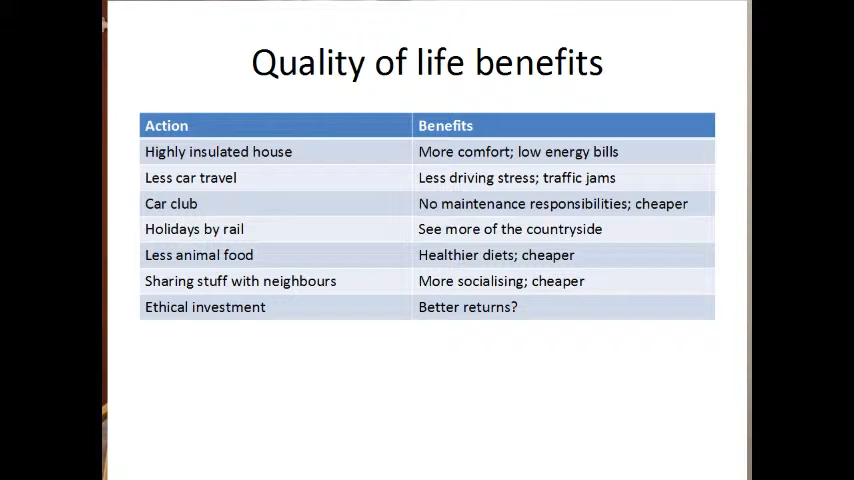 Quality of life benefits
Action Benefits
Highly insulated house More comfort; low energy bills
Less car travel Less driving stress; traffic jams
Car club No maintenance responsibilities; cheaper
Holidays by rail See more of the countryside
Less animal food Healthier diets; cheaper
Sharing stuff with neighbours More socialising; cheaper
Ethical investment Better returns?